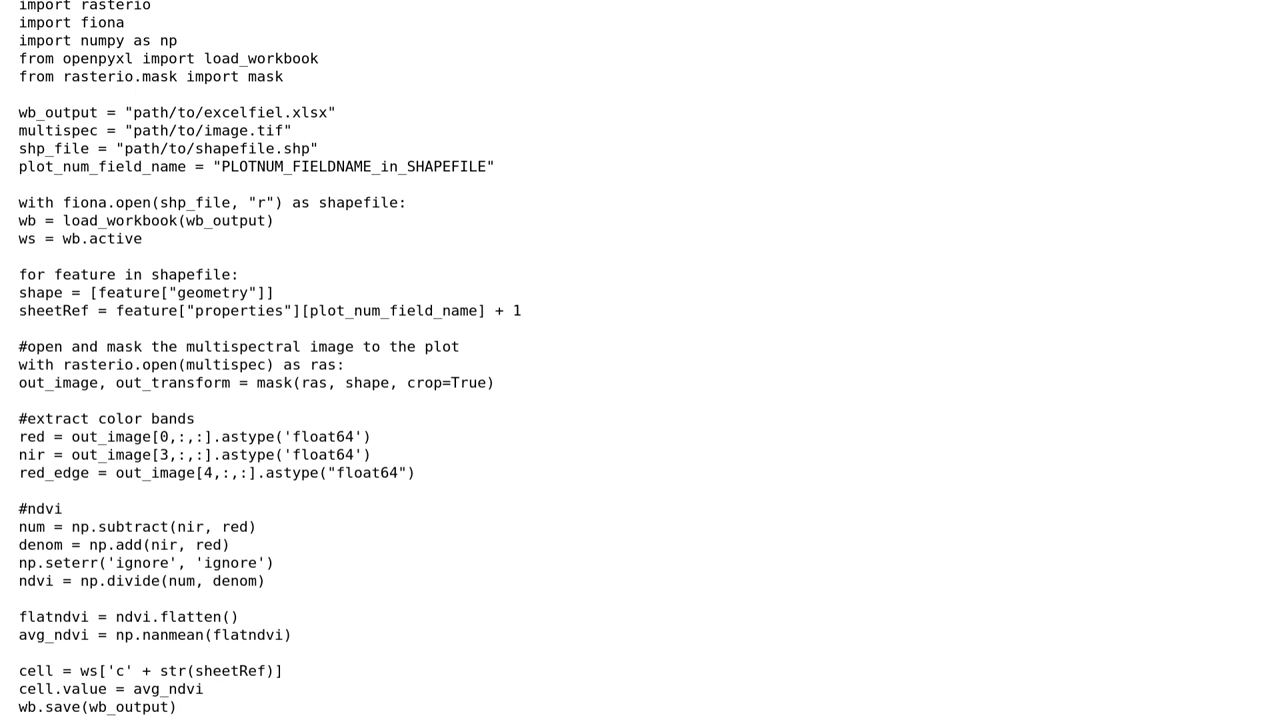 import rasterio
import fiona
import numpy as np
from openpyxl import load_workbook
from rasterio.mask import mask
wb_output = "path/to/excelfiel.xlsx"
multispec = "path/to/image.tif"
shp_file = "path/to/shapefile.shp"
plot_num_field_name = "PLOTNUM_FIELDNAME_in_SHAPEFILE"
with fiona.open(shp_file, "r") as shapefile:
wb = load_workbook(wb_output)
ws = wb.active
for feature in shapefile:
shape = [feature["geometry"]]
sheetRef = feature["properties"][plot_num_field_name] + 1
#open and mask the multispectral image to the plot
with rasterio.open(multispec) as ras:
out_image, out_transform = mask(ras, shape, crop=True)
#extract color bands
red = out_image[0,:,:].astype('float64')
nir = out_image[3,:,:].astype('float64')
red_edge = out_image[4,:,:].astype("float64")
#ndvi
num = np.subtract(nir, red)
denom = np.add(nir, red)
np.seterr('ignore', 'ignore')
ndvi = np.divide(num, denom)
flatndvi = ndvi.flatten()
avg_ndvi = np.nanmean(flatndvi)
cell = ws['c' + str(sheetRef)]
cell.value = avg_ndvi
wb.save(wb_output)